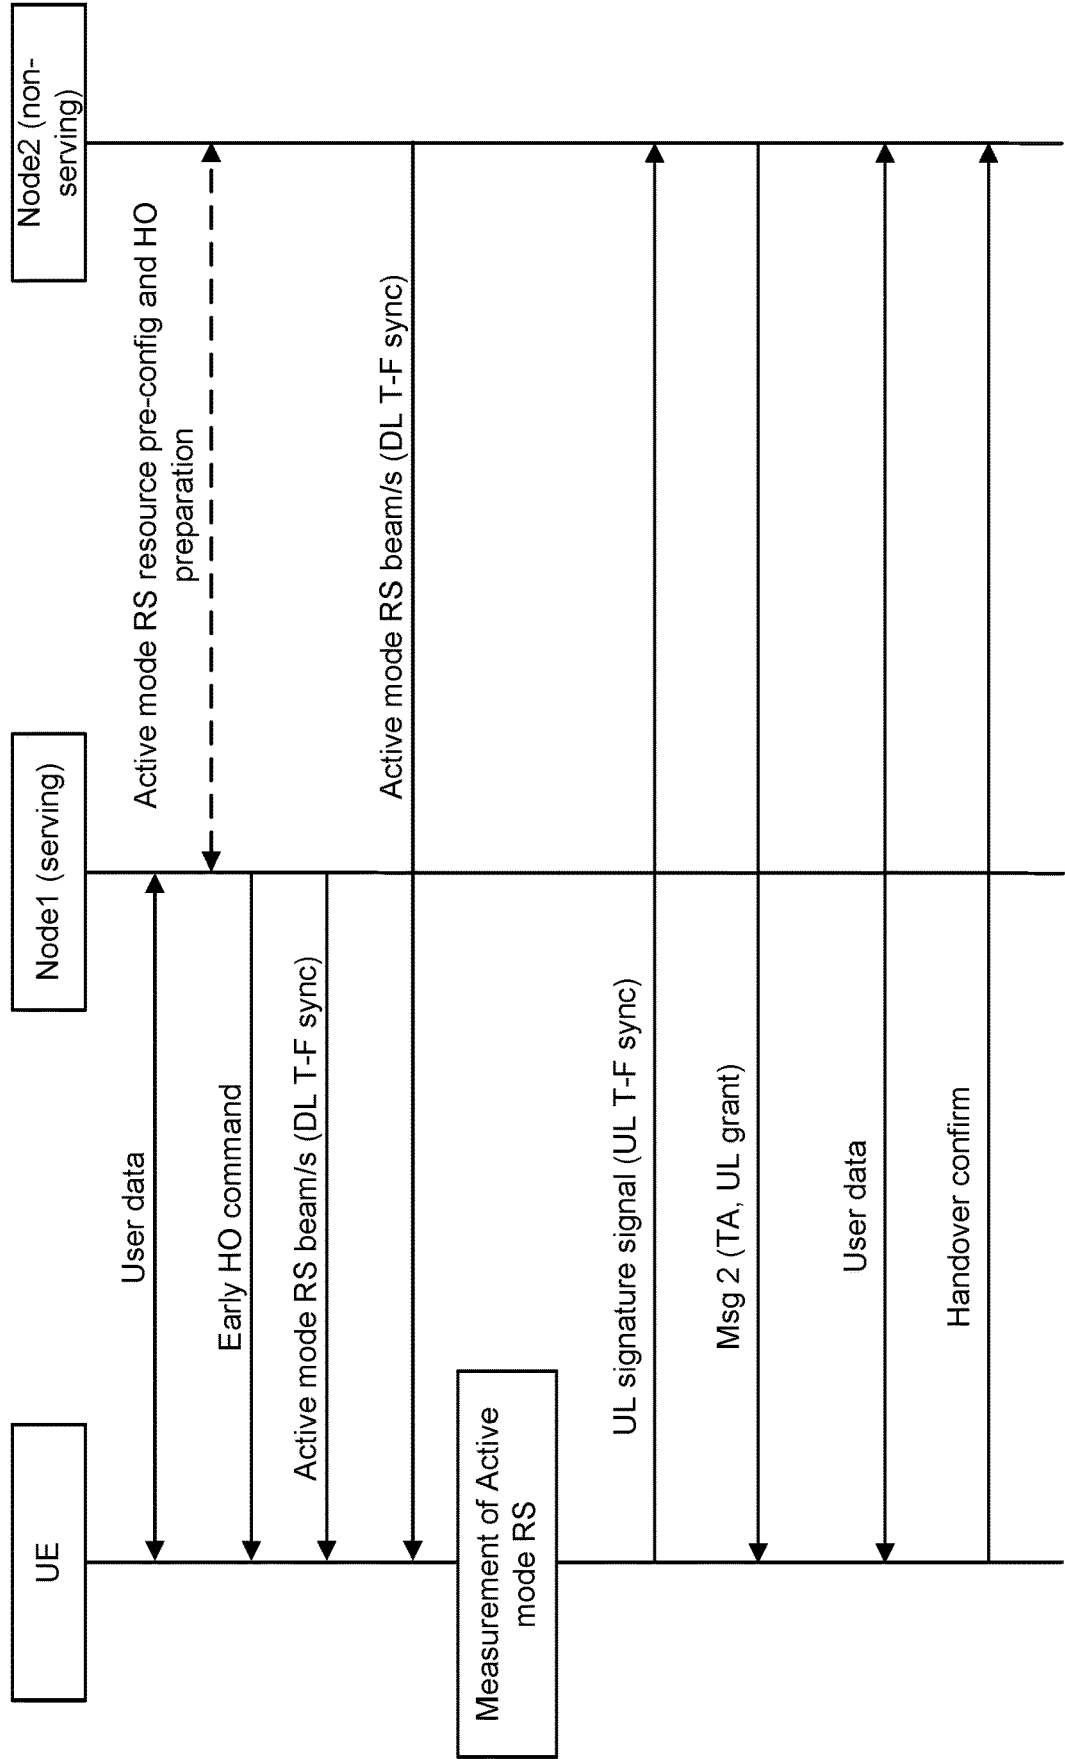 UE
Node1 (serving)
Node2 (non-
serving)
User data
Active mode RS resource pre-config and HO
preparation
Early HO command
Active mode RS beam/s (DL T-F sync)
Active mode RS beam/s (DL T-F sync)
Measurement of Active
mode RS
UL signature signal (UL T-F sync)
Msg 2 (TA, UL grant)
User data
Handover confirm